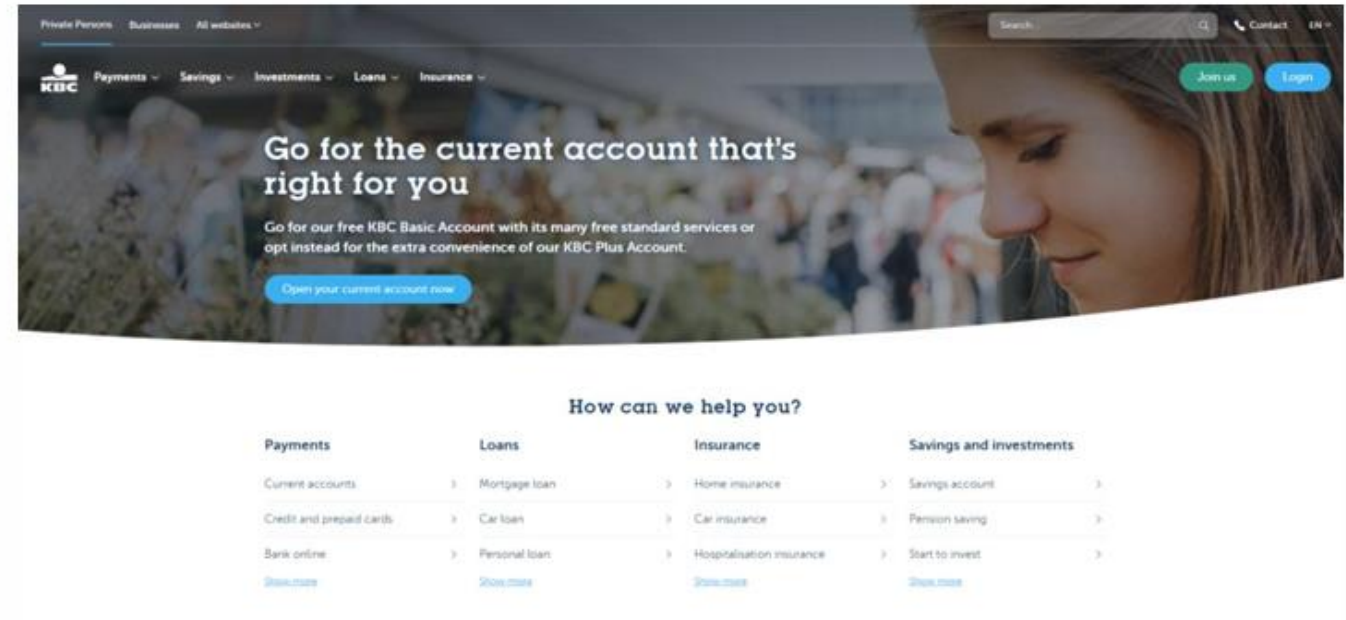 Private Persons Businesses All websites
Search... Contact EN
KBC Payments Savings Investments Loans Insurance Join us Login
Go for the current account that's
right for you
Go for our free KBC Basic Account with its many free standard services or
opt instead for the extra convenience of our KBC Plus Account.
Open your current account now
How can we help you?
Payments Loans Insurance Savings and investments
Current accounts Mortgage loan Home insurance Savings account
Credit and prepaid cards Car loan Car insurance Pension saving
Bank online Personal loan Hospitalisation insurance Start to invest
Show more Show more Show more Show more